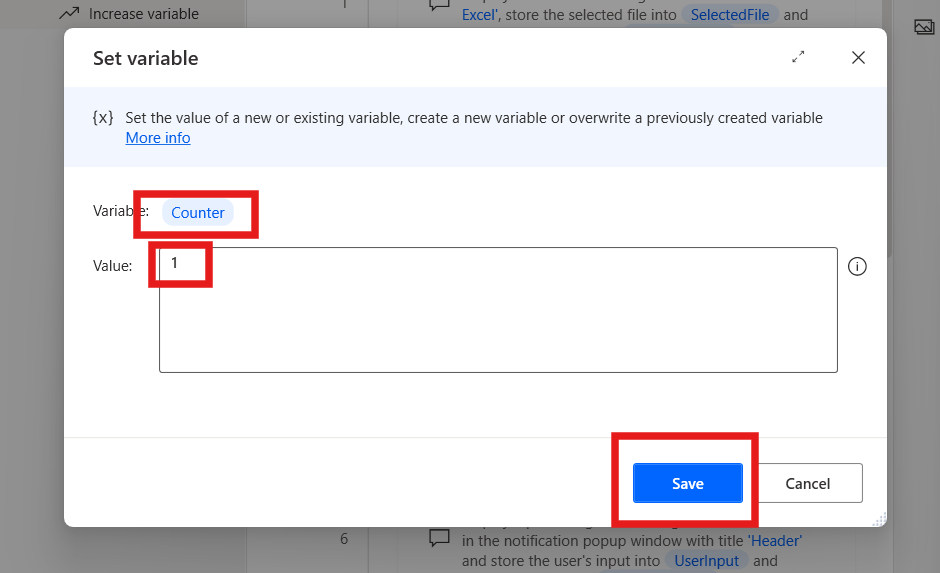 Increase variable
1
Excel', store the selected file into SelectedFile and
Set variable
{x} Set the value of a new or existing variable, create a new variable or overwrite a previously created variable
More info
Variable: Counter
Value: 1
Save
Cancel
6
in the notification popup window with title 'Header'
and store the user's input into UserInput and